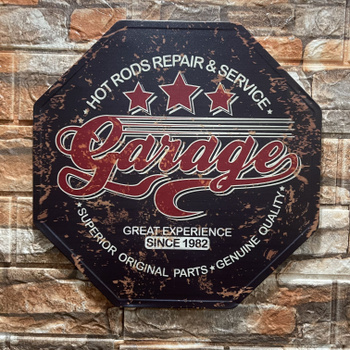 HOT RODS REPAIR & SERVICE
Garage
GREAT EXPERIENCE
SINCE 1982
SUPERIOR ORIGINAL PARTS ★ GENUINE QUALITY